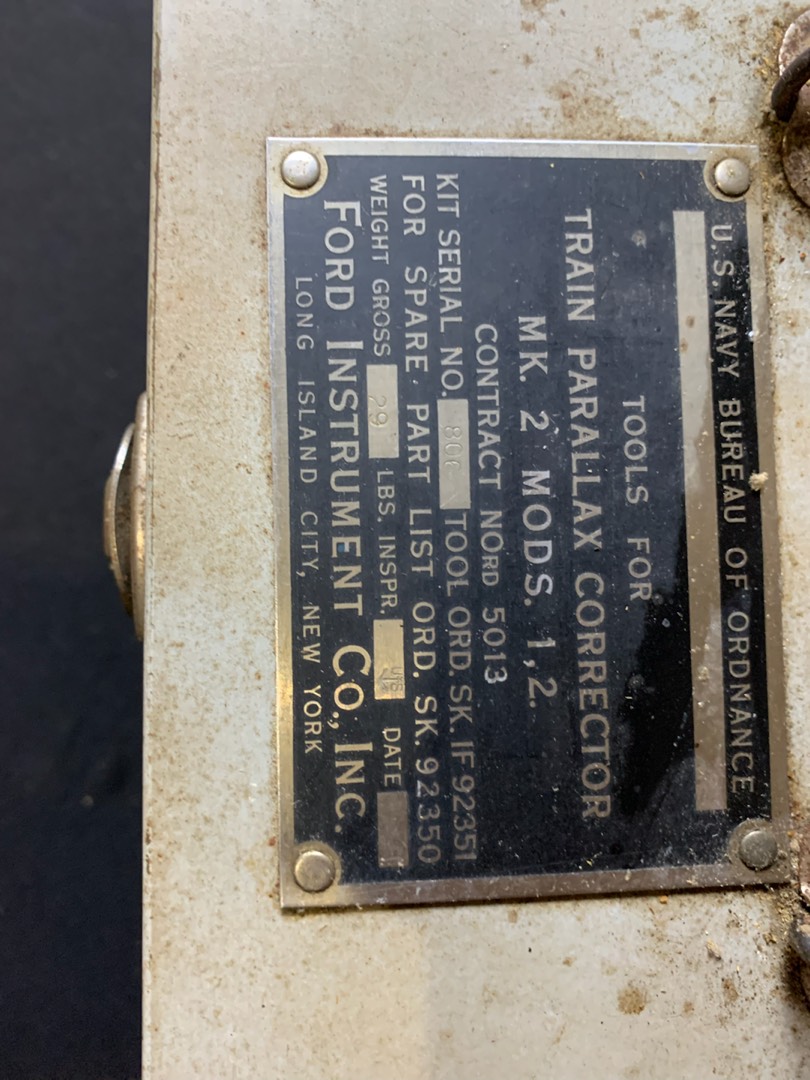 U.S. NAVY BUREAU OF ORDNANCE
TOOLS FOR
TRAIN PARALLAX CORRECTOR
MK. 2 MODS. 1,2.
CONTRACT NORD 5013
KIT SERIAL NO. TOOL ORD. SK. IF 92351
FOR SPARE PART LIST ORD. SK. 92350
WEIGHT GROSS 29 LBS. INSPR. DATE
FORD INSTRUMENT CO., INC.
LONG ISLAND CITY, NEW YORK